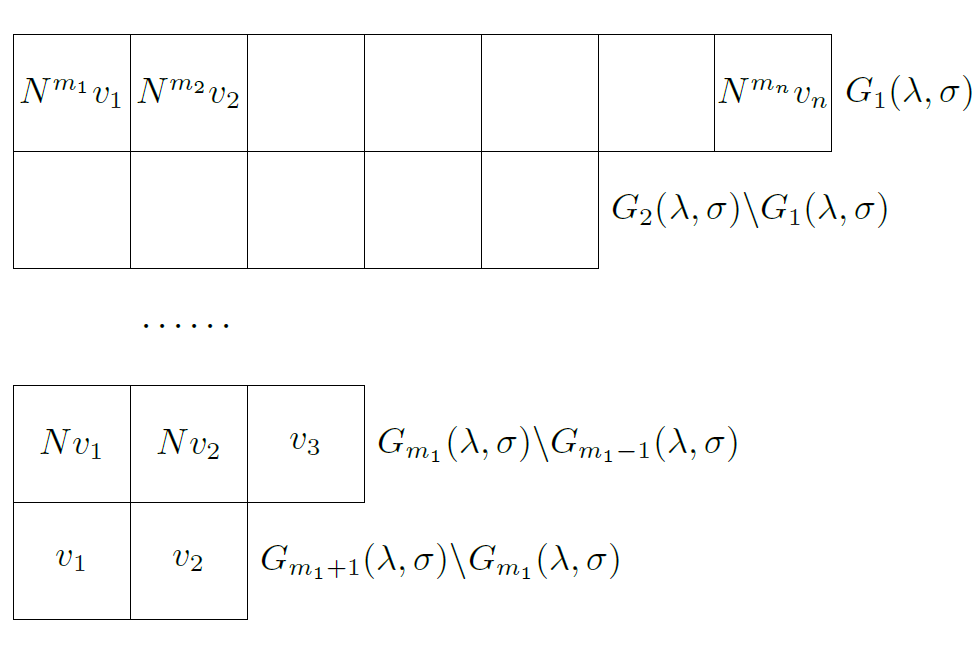 $N^{m_1}v_1$ $N^{m_2}v_2$ $N^{m_n}v_n$ $G_1(\lambda, \sigma)$
$G_2(\lambda, \sigma) \backslash G_1(\lambda, \sigma)$
......
$Nv_1$ $Nv_2$ $v_3$ $G_{m_1}(\lambda, \sigma) \backslash G_{m_1-1}(\lambda, \sigma)$
$v_1$ $v_2$ $G_{m_1+1}(\lambda, \sigma) \backslash G_{m_1}(\lambda, \sigma)$